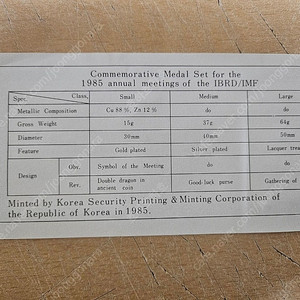 Commemorative Medal Set for the
1985 annual meetings of the IBRD/IMF
Class, Spec. Small Medium Large
Metallic Composition Cu 88 %, Zn 12 % do do
Gross Weight 15g 37g 64g
Diameter 30mm 40mm 50mm
Feature Gold plated Silver plated Lacquer trea
Design Obv. Symbol of the Meeting do do
Rev. Double dragon in ancient coin Good-luck purse Gathering of
Minted by Korea Security Printing & Minting Corporation of
the Republic of Korea in 1985.